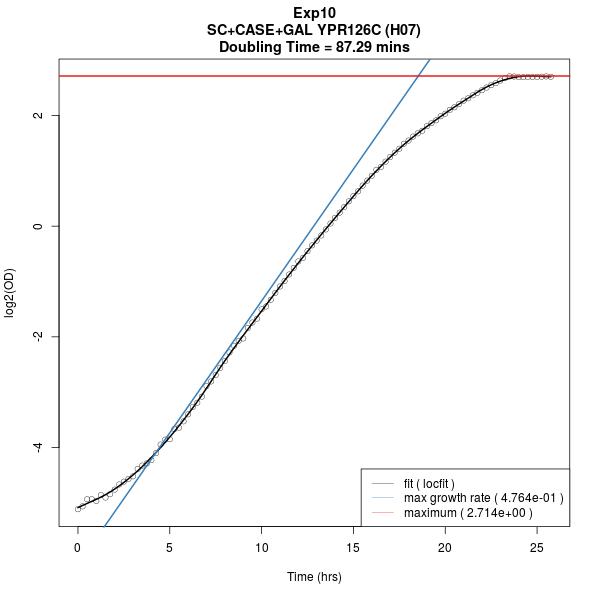 Exp10
SC+CASE+GAL YPR126C (H07)
Doubling Time = 87.29 mins
log2(OD)
2
0
-2
-4
0 5 10 15 20 25
Time (hrs)
fit ( locfit )
max growth rate ( 4.764e-01 )
maximum ( 2.714e+00 )